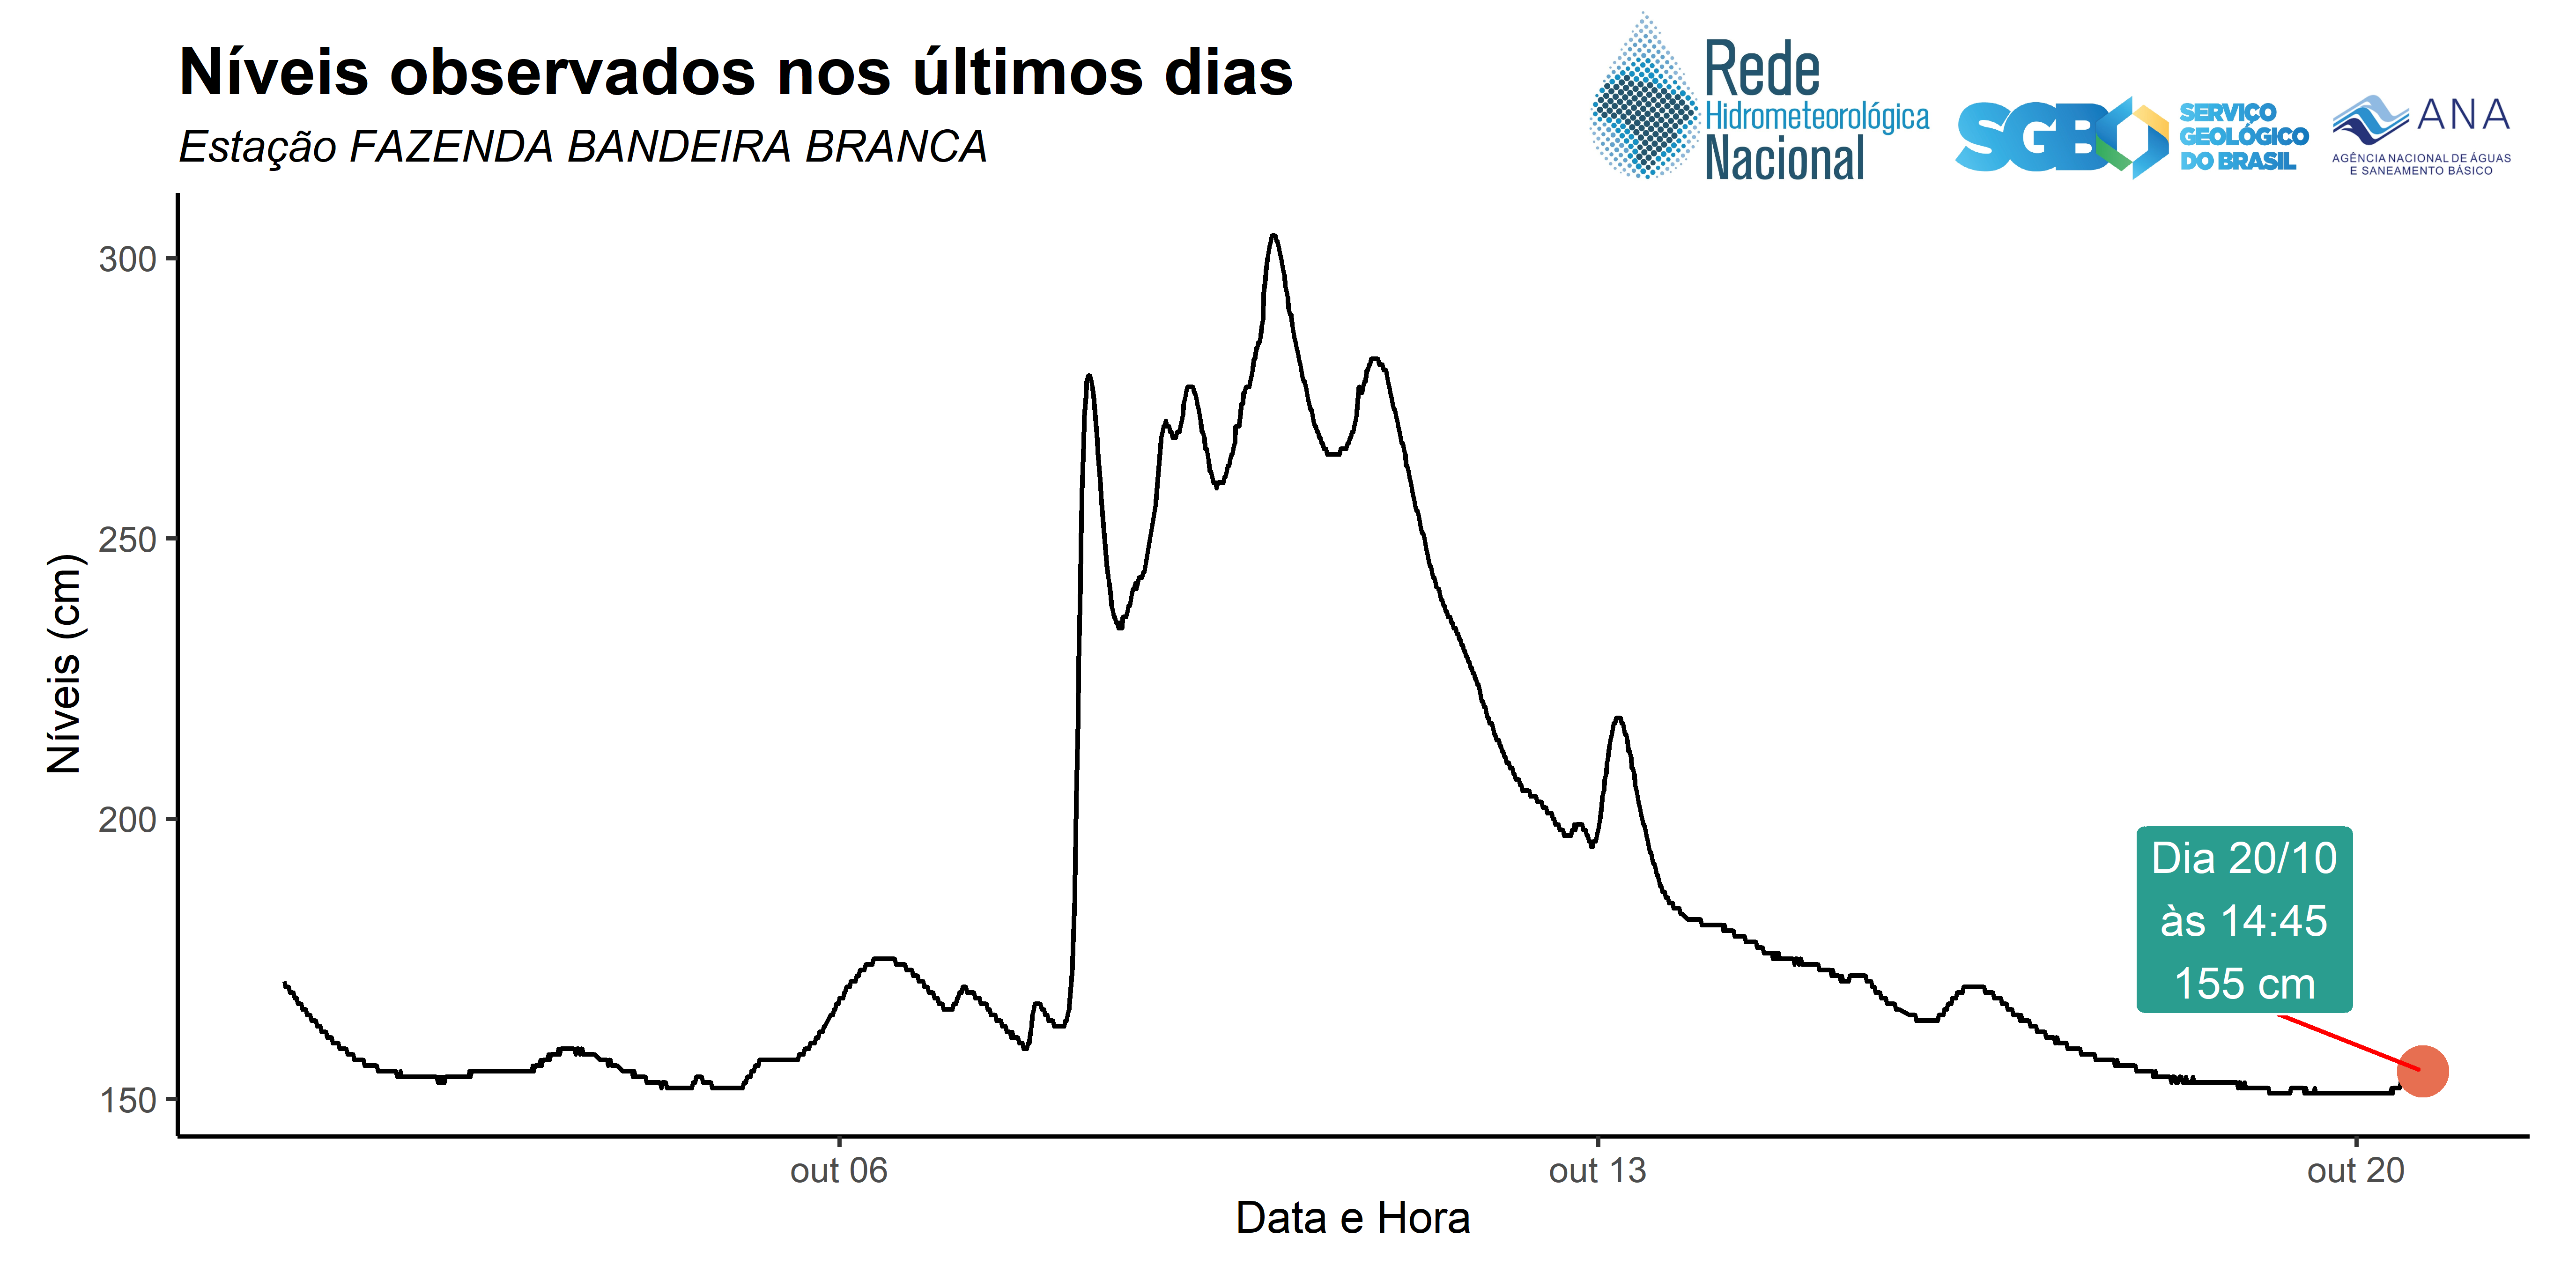 Níveis observados nos últimos dias
Estação FAZENDA BANDEIRA BRANCA
Rede
Hidrometeorológica
Nacional
SGB
SERVIÇO
GEOLÓGICO
DO BRASIL
ANA
AGÊNCIA NACIONAL DE ÁGUAS
E SANEAMENTO BÁSICO
Níveis (cm)
300
250
200
150
Dia 20/10
às 14:45
155 cm
out 06
out 13
out 20
Data e Hora